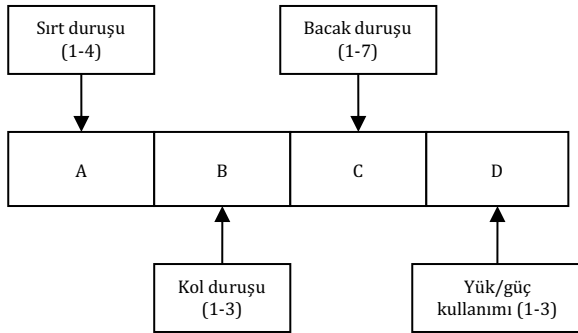 Sırt duruşu
(1-4)
Bacak duruşu
(1-7)
A
B
C
D
Kol duruşu
(1-3)
Yük/güç
kullanımı (1-3)